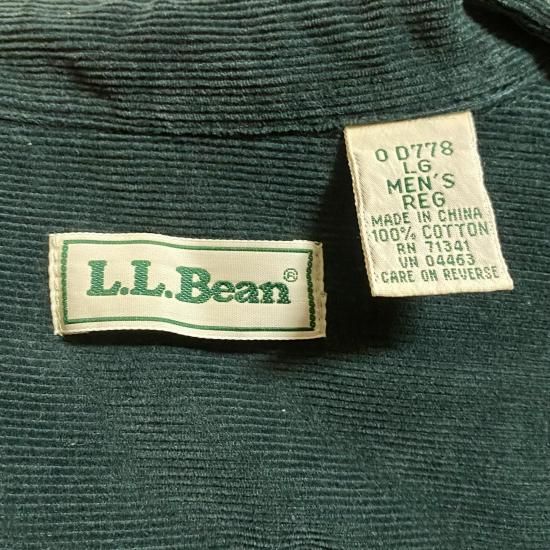 L.L.Bean®
0 D778
LG
MEN'S
REG
MADE IN CHINA
100% COTTON
RN 71341
VN 04463
CARE ON REVERSE